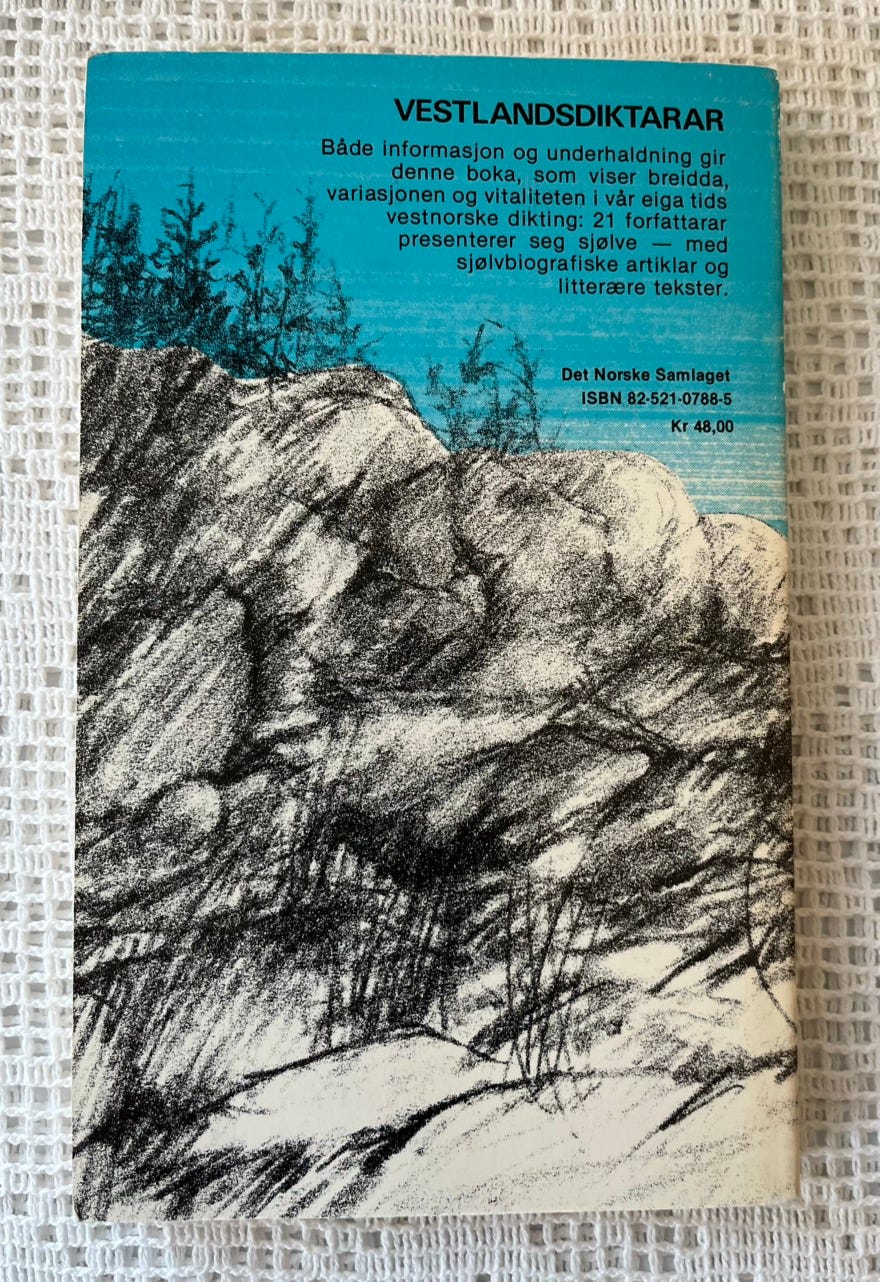 VESTLANDSDIKTARAR
Både informasjon og underhaldning gir
denne boka, som viser breidda,
variasjonen og vitaliteten i vår eiga tids
vestnorske dikting: 21 forfattarar
presenterer seg sjølve — med
sjølvbiografiske artiklar og
litterære tekster.
Det Norske Samlaget
ISBN 82-521-0788-5
Kr 48,00